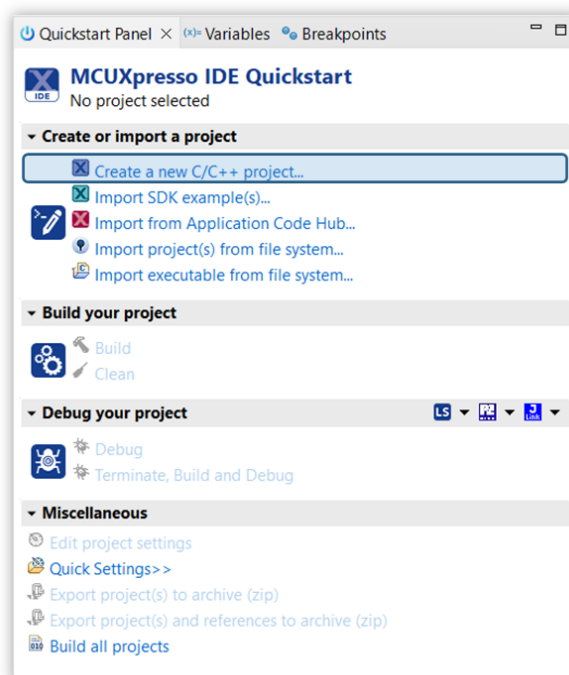 Quickstart Panel (x)= Variables Breakpoints
MCUXpresso IDE Quickstart
IDE
No project selected
Create or import a project
Create a new C/C++ project...
Import SDK example(s)...
Import from Application Code Hub...
Import project(s) from file system...
Import executable from file system...
Build your project
Build
Clean
Debug your project LS PE Link
Debug
Terminate, Build and Debug
Miscellaneous
Edit project settings
Quick Settings>>
Export project(s) to archive (zip)
Export project(s) and references to archive (zip)
010 Build all projects